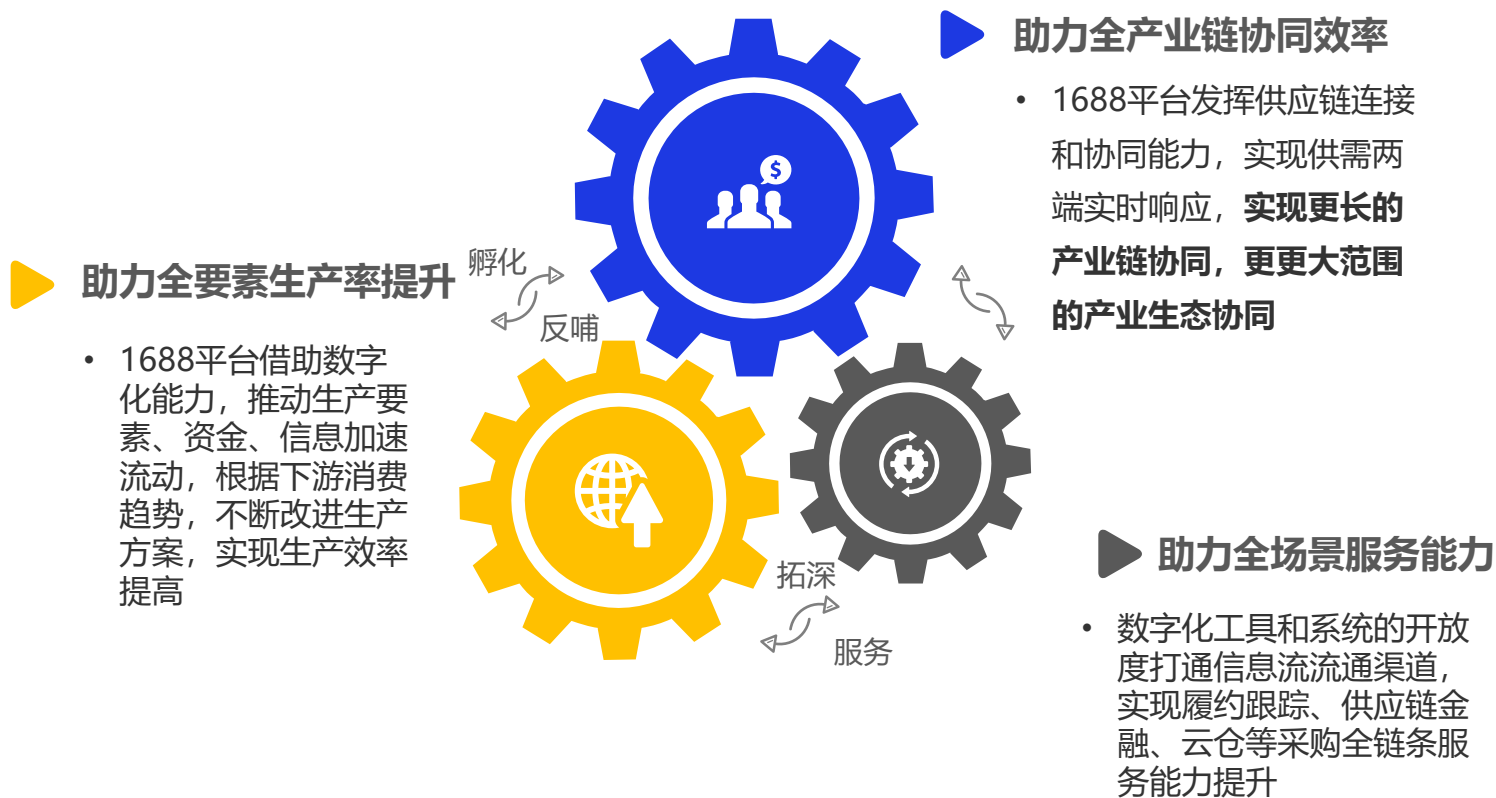 助力全产业链协同效率
• 1688平台发挥供应链连接
和协同能力，实现供需两
端实时响应，实现更长的
产业链协同，更更大范围
的产业生态协同
$
孵化
反哺
助力全要素生产率提升
• 1688平台借助数字
化能力，推动生产要
素、资金、信息加速
流动，根据下游消费
趋势，不断改进生产
方案，实现生产效率
提高
拓深
服务
助力全场景服务能力
• 数字化工具和系统的开放
度打通信息流流通渠道，
实现履约跟踪、供应链金
融、云仓等采购全链条服
务能力提升